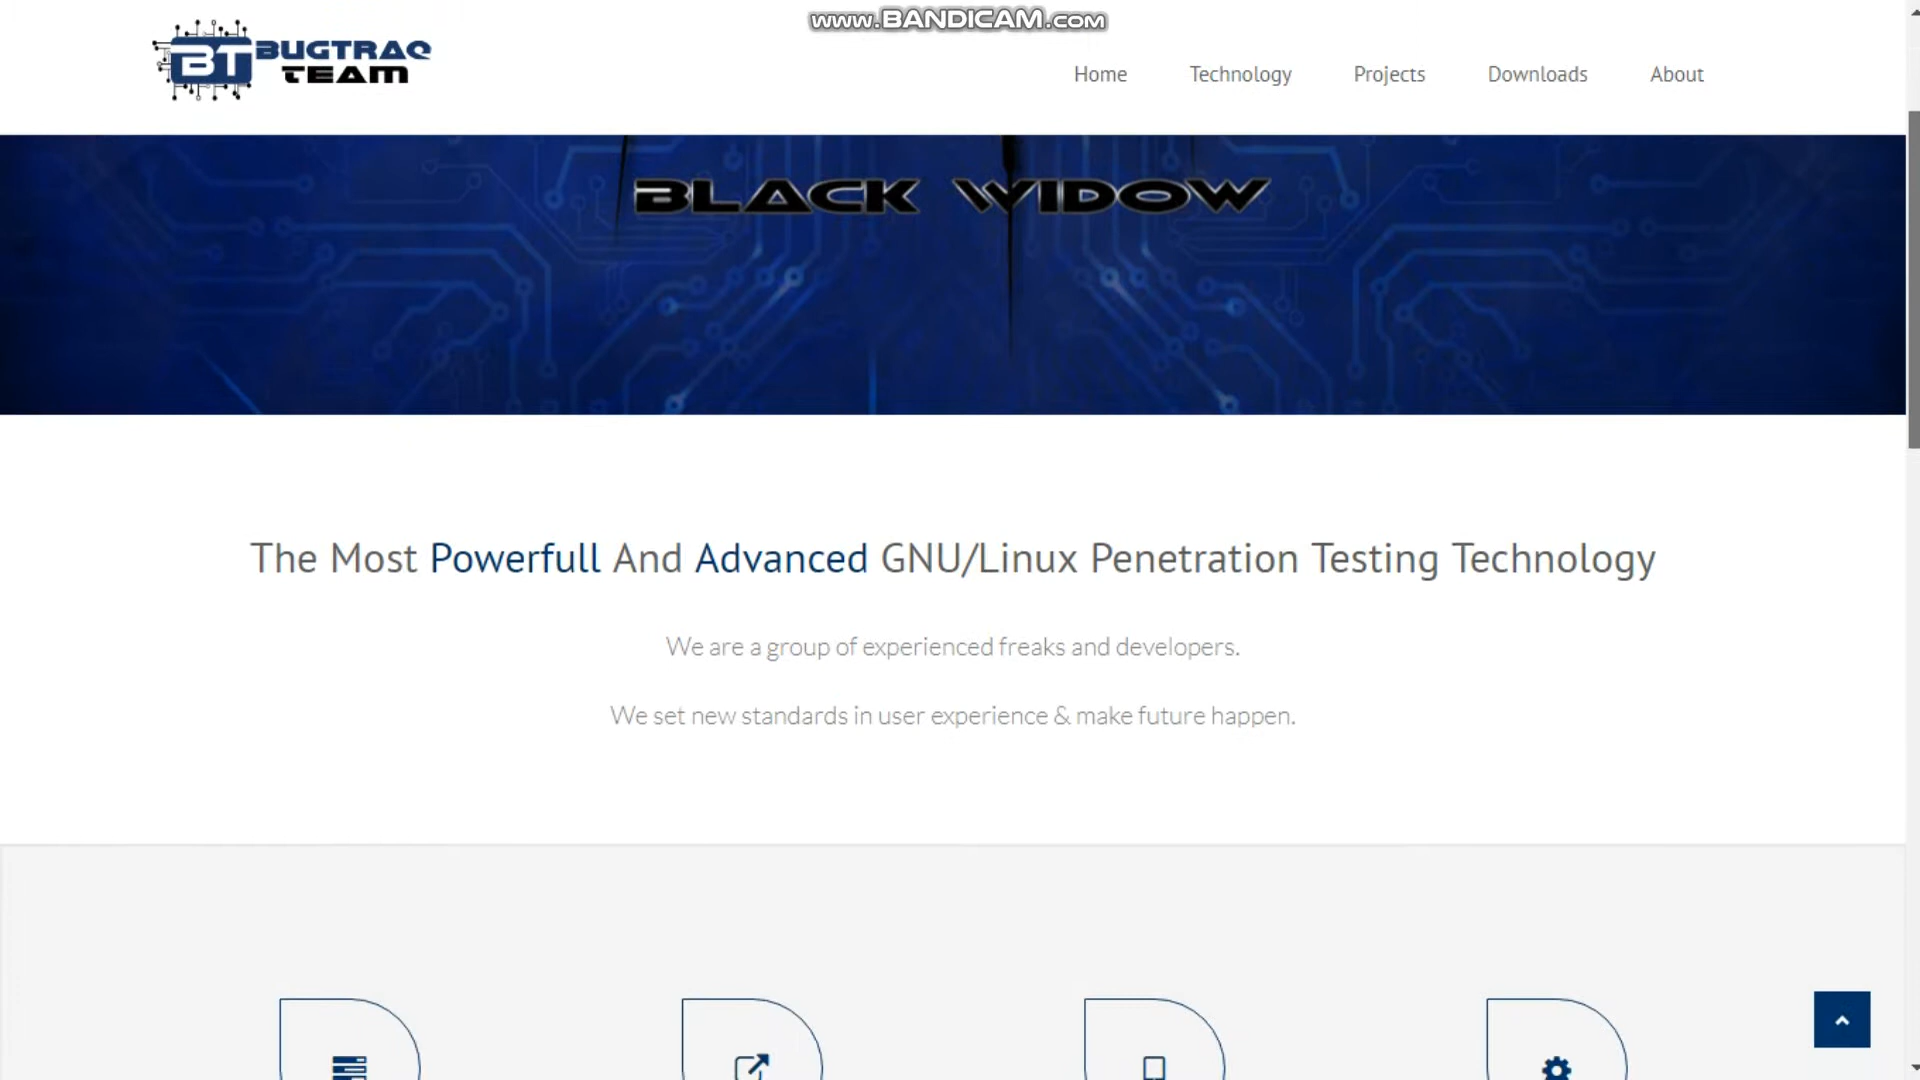 www.BANDICAM.com
BT BUGTRAQ
TEAM
Home Technology Projects Downloads About
BLACK WIDOW
The Most Powerfull And Advanced GNU/Linux Penetration Testing Technology
We are a group of experienced freaks and developers.
We set new standards in user experience & make future happen.